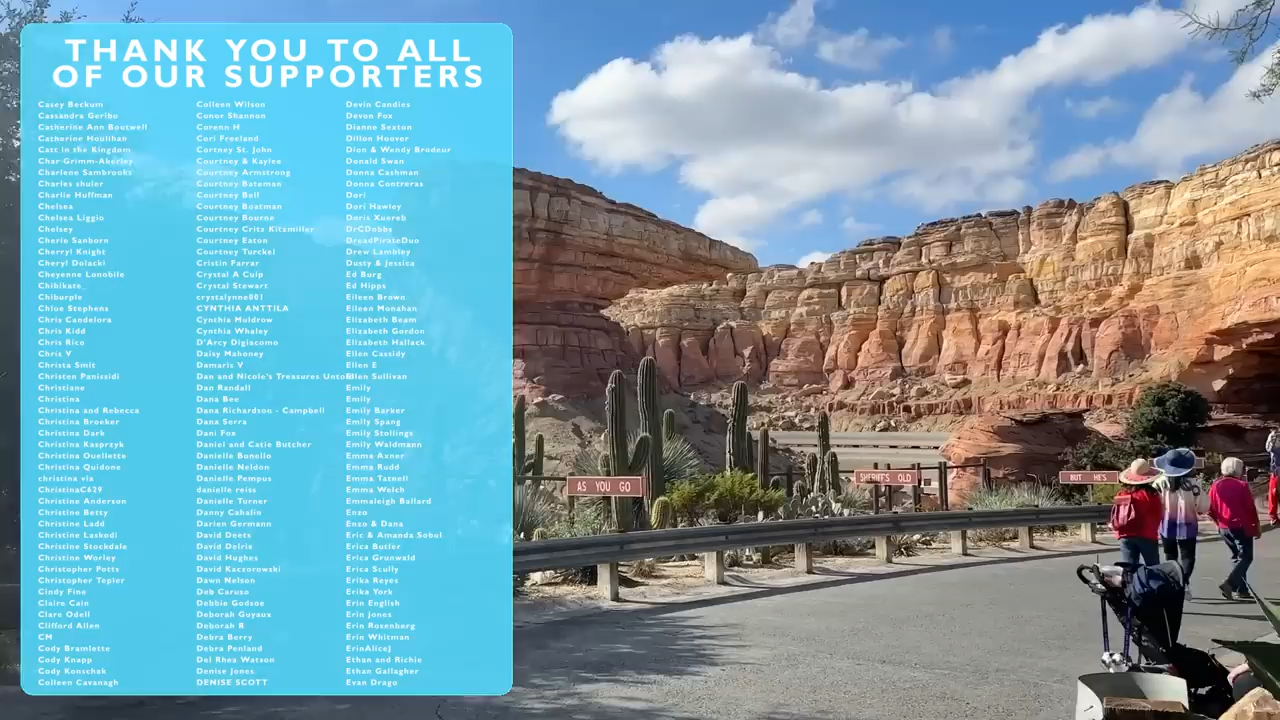 THANK YOU TO ALL
OF OUR SUPPORTERS
Casey Beckum
Cassandra Geribo
Catherine Ann Boutwell
Catherine Houlihan
Catt in the Kingdom
Char Grimm-Akerley
Charlene Sambrooks
Charles shuler
Charlie Huffman
Chelsea
Chelsea Liggio
Chelsey
Cherie Sanborn
Cherryl Knight
Cheryl Dolacki
Cheyenne Lonobile
Chibikate_
Chiburple
Chloe Stephens
Chris Candelora
Chris Kidd
Chris Rico
Chris V
Christa Smit
Christen Panissidi
Christiane
Christina
Christina and Rebecca
Christina Broeker
Christina Dark
Christina Kasprzyk
Christina Ouellette
Christina Quidone
christina via
ChristinaC629
Christine Anderson
Christine Betty
Christine Ladd
Christine Laskodi
Christine Stockdale
Christine Worley
Christopher Potts
Christopher Tepler
Cindy Fine
Claire Cain
Clare Odell
Clifford Allen
CM
Cody Bramlette
Cody Knapp
Cody Konschak
Colleen Cavanagh
Colleen Wilson
Conor Shannon
Corenn H
Cori Freeland
Cortney St. John
Courtney & Kaylee
Courtney Armstrong
Courtney Bateman
Courtney Bell
Courtney Boatman
Courtney Bourne
Courtney Critz Kitzmiller
Courtney Eaton
Courtney Turckel
Cristin Farrar
Crystal A Culp
Crystal Stewart
crystalynne801
CYNTHIA ANTTILA
Cynthia Muldrow
Cynthia Whaley
D'Arcy Digiacomo
Daisy Mahoney
Damaris V
Dan and Nicole's Treasures
Dan Randall
Dana Bee
Dana Richardson - Campbell
Dana Serra
Dani Fox
Daniel and Catie Butcher
Danielle Bonello
Danielle Neldon
Danielle Pempus
danielle reiss
Danielle Turner
Danny Cahalin
Darien Germann
David Deets
David Delris
David Hughes
David Kaczorowski
Dawn Nelson
Deb Caruso
Debbie Godsoe
Deborah Guyaux
Deborah R
Debra Berry
Debra Penland
Del Rhea Watson
Denise Jones
DENISE SCOTT
Devin Candles
Devon Fox
Dianne Sexton
Dillon Hoover
Dion & Wendy Brodeur
Donald Swan
Donna Cashman
Donna Contreras
Dori
Dori Hawley
Doris Xuereb
DrCDobbs
DreadPirateDuo
Drew Lambley
Dusty & Jessica
Ed Burg
Ed Hipps
Eileen Brown
Eileen Monahan
Elizabeth Beam
Elizabeth Gordon
Elizabeth Hallack
Ellen Cassidy
Ellen E
Ellen Sullivan
Emily
Emily
Emily Barker
Emily Spang
Emily Stollings
Emily Waldmann
Emma Axner
Emma Rudd
Emma Tatnell
Emma Welch
Emmaleigh Ballard
Enzo
Enzo & Dana
Eric & Amanda Sobul
Erica Butler
Erica Grunwald
Erica Scully
Erika Reyes
Erika York
Erin English
Erin Jones
Erin Rosenberg
Erin Whitman
ErinAliceJ
Ethan and Richie
Ethan Gallagher
Evan Drago
AS YOU GO
SHERIFF'S OLD
BUT HE'S